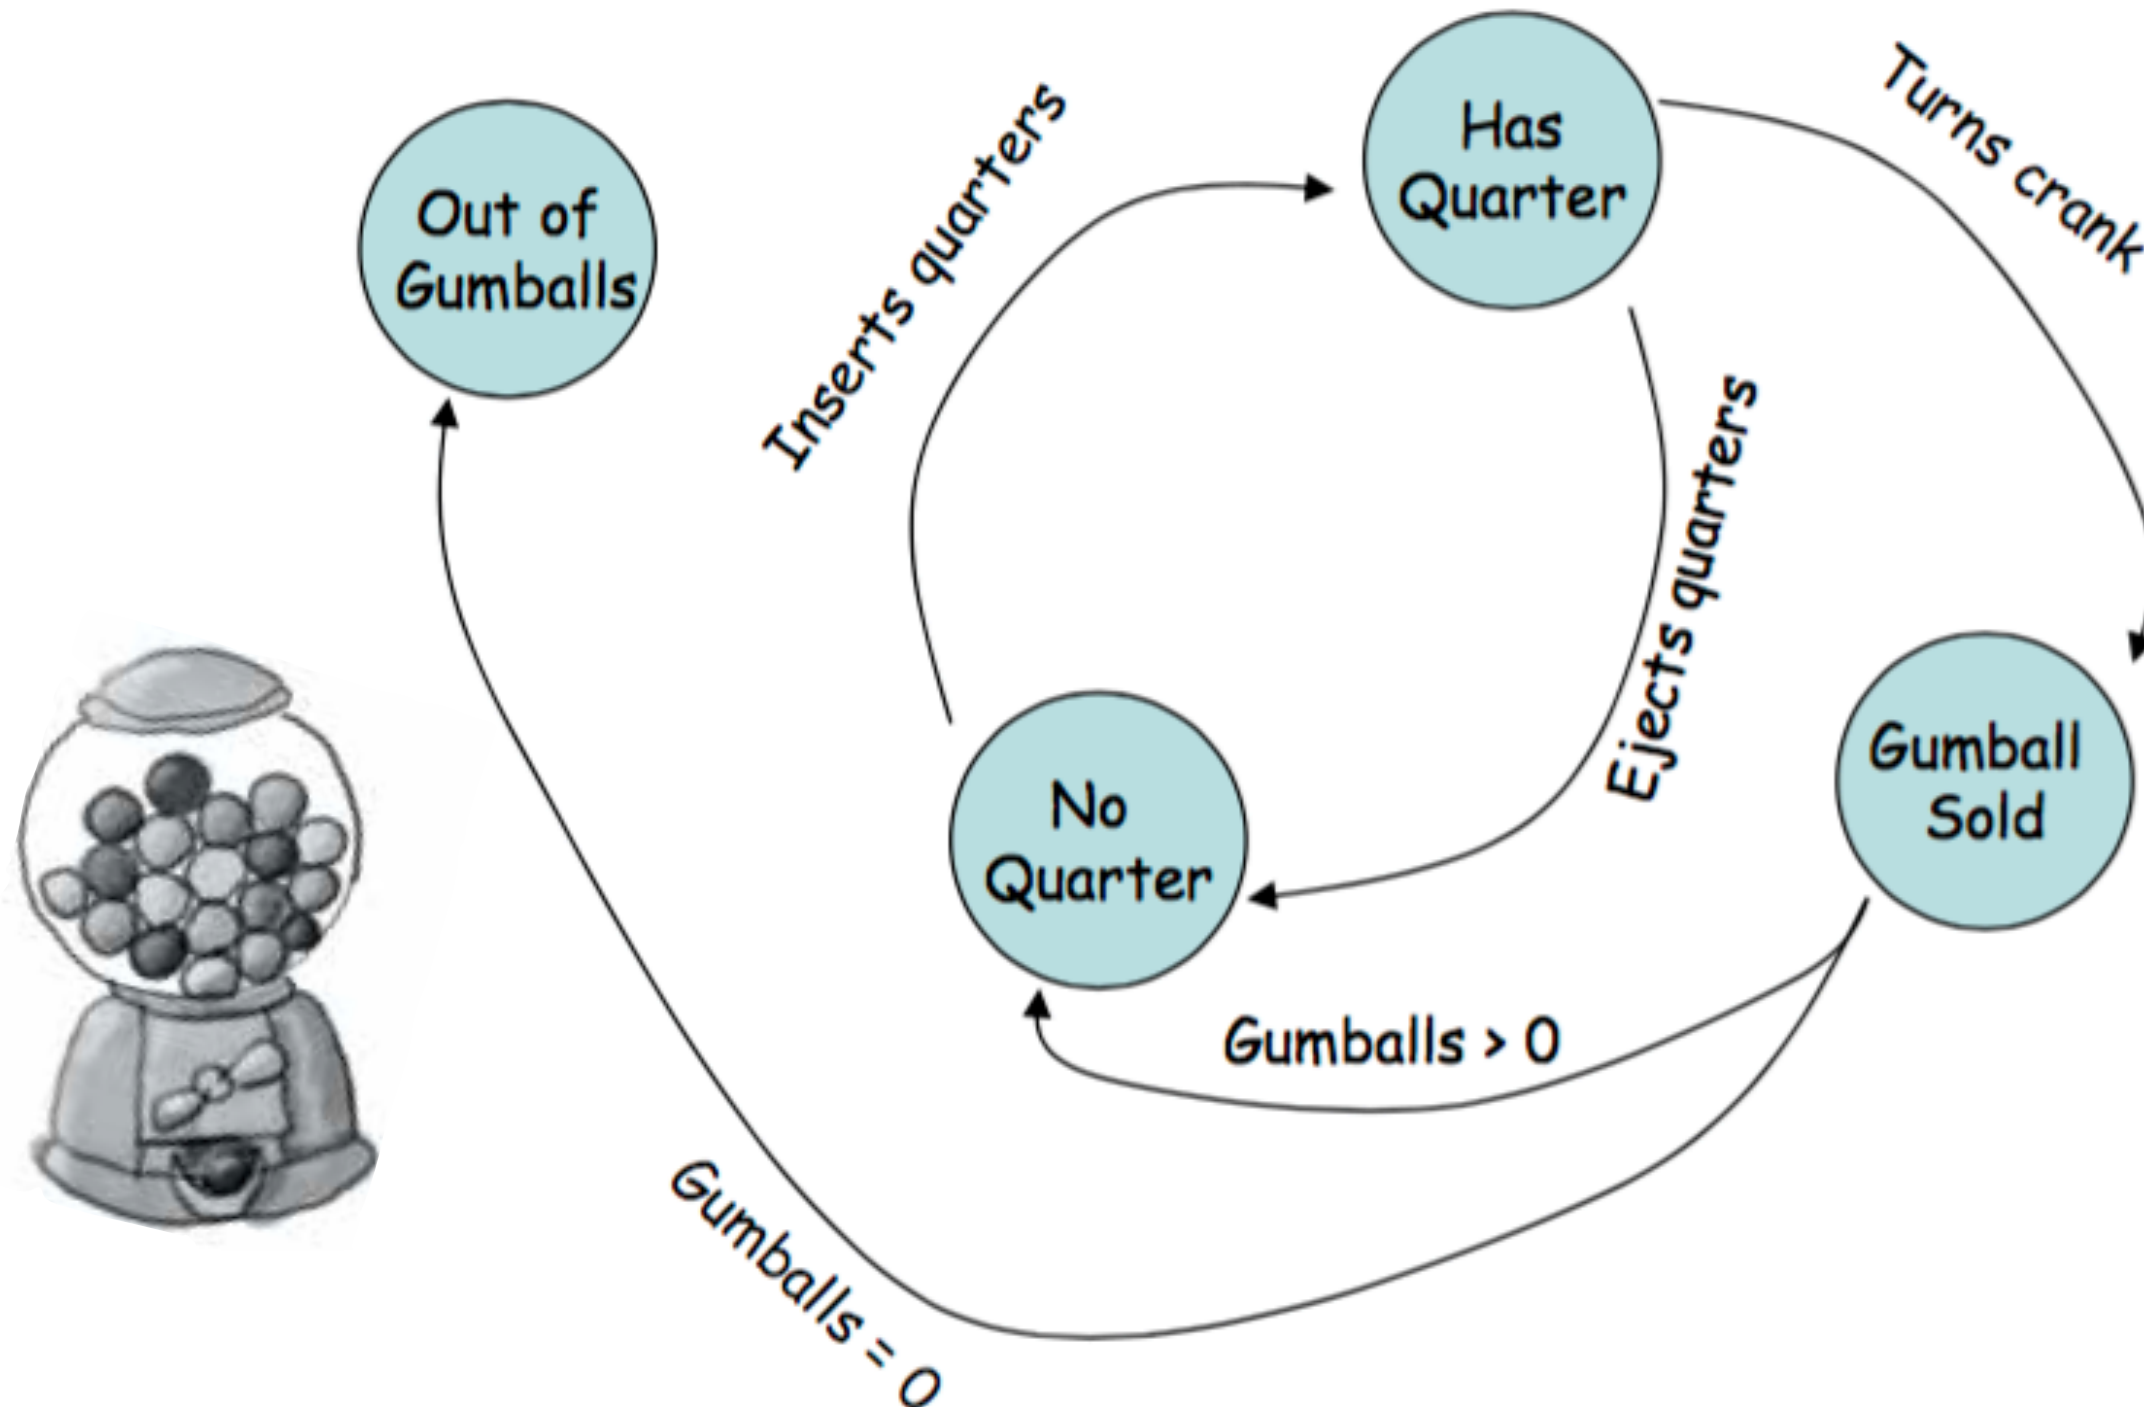 Out of
Gumballs
Inserts quarters
Has
Quarter
Turns crank
Ejects quarters
No
Quarter
Gumball
Sold
Gumballs > 0
Gumballs = 0